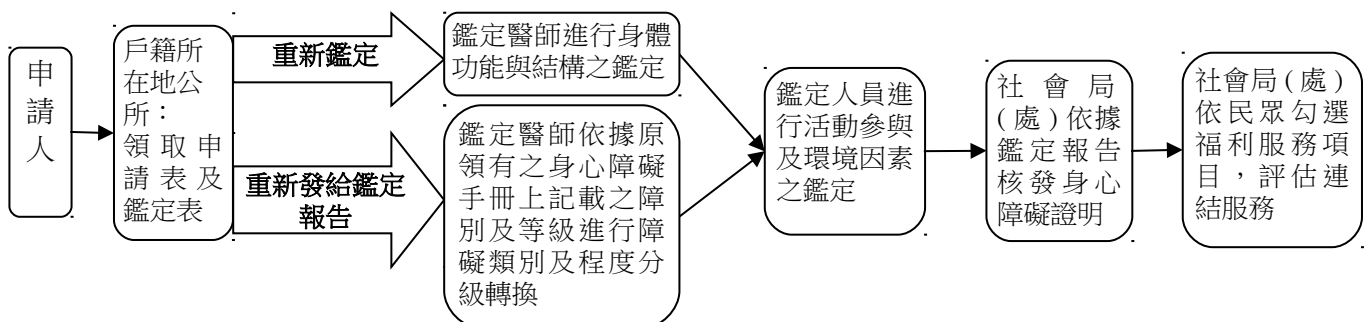 申
請
人
戶籍所
在地公
所：
領取申
請表及
鑑定表
重新鑑定
重新發給鑑定
報告
鑑定醫師進行身體
功能與結構之鑑定
鑑定醫師依據原
領有之身心障礙
手冊上記載之障
別及等級進行障
礙類別及程度分
級轉換
鑑定人員進
行活動參與
及環境因素
之鑑定
社會局
(處)依據
鑑定報告
核發身心
障礙證明
社會局(處)
依民眾勾選
福利服務項
目，評估連
結服務